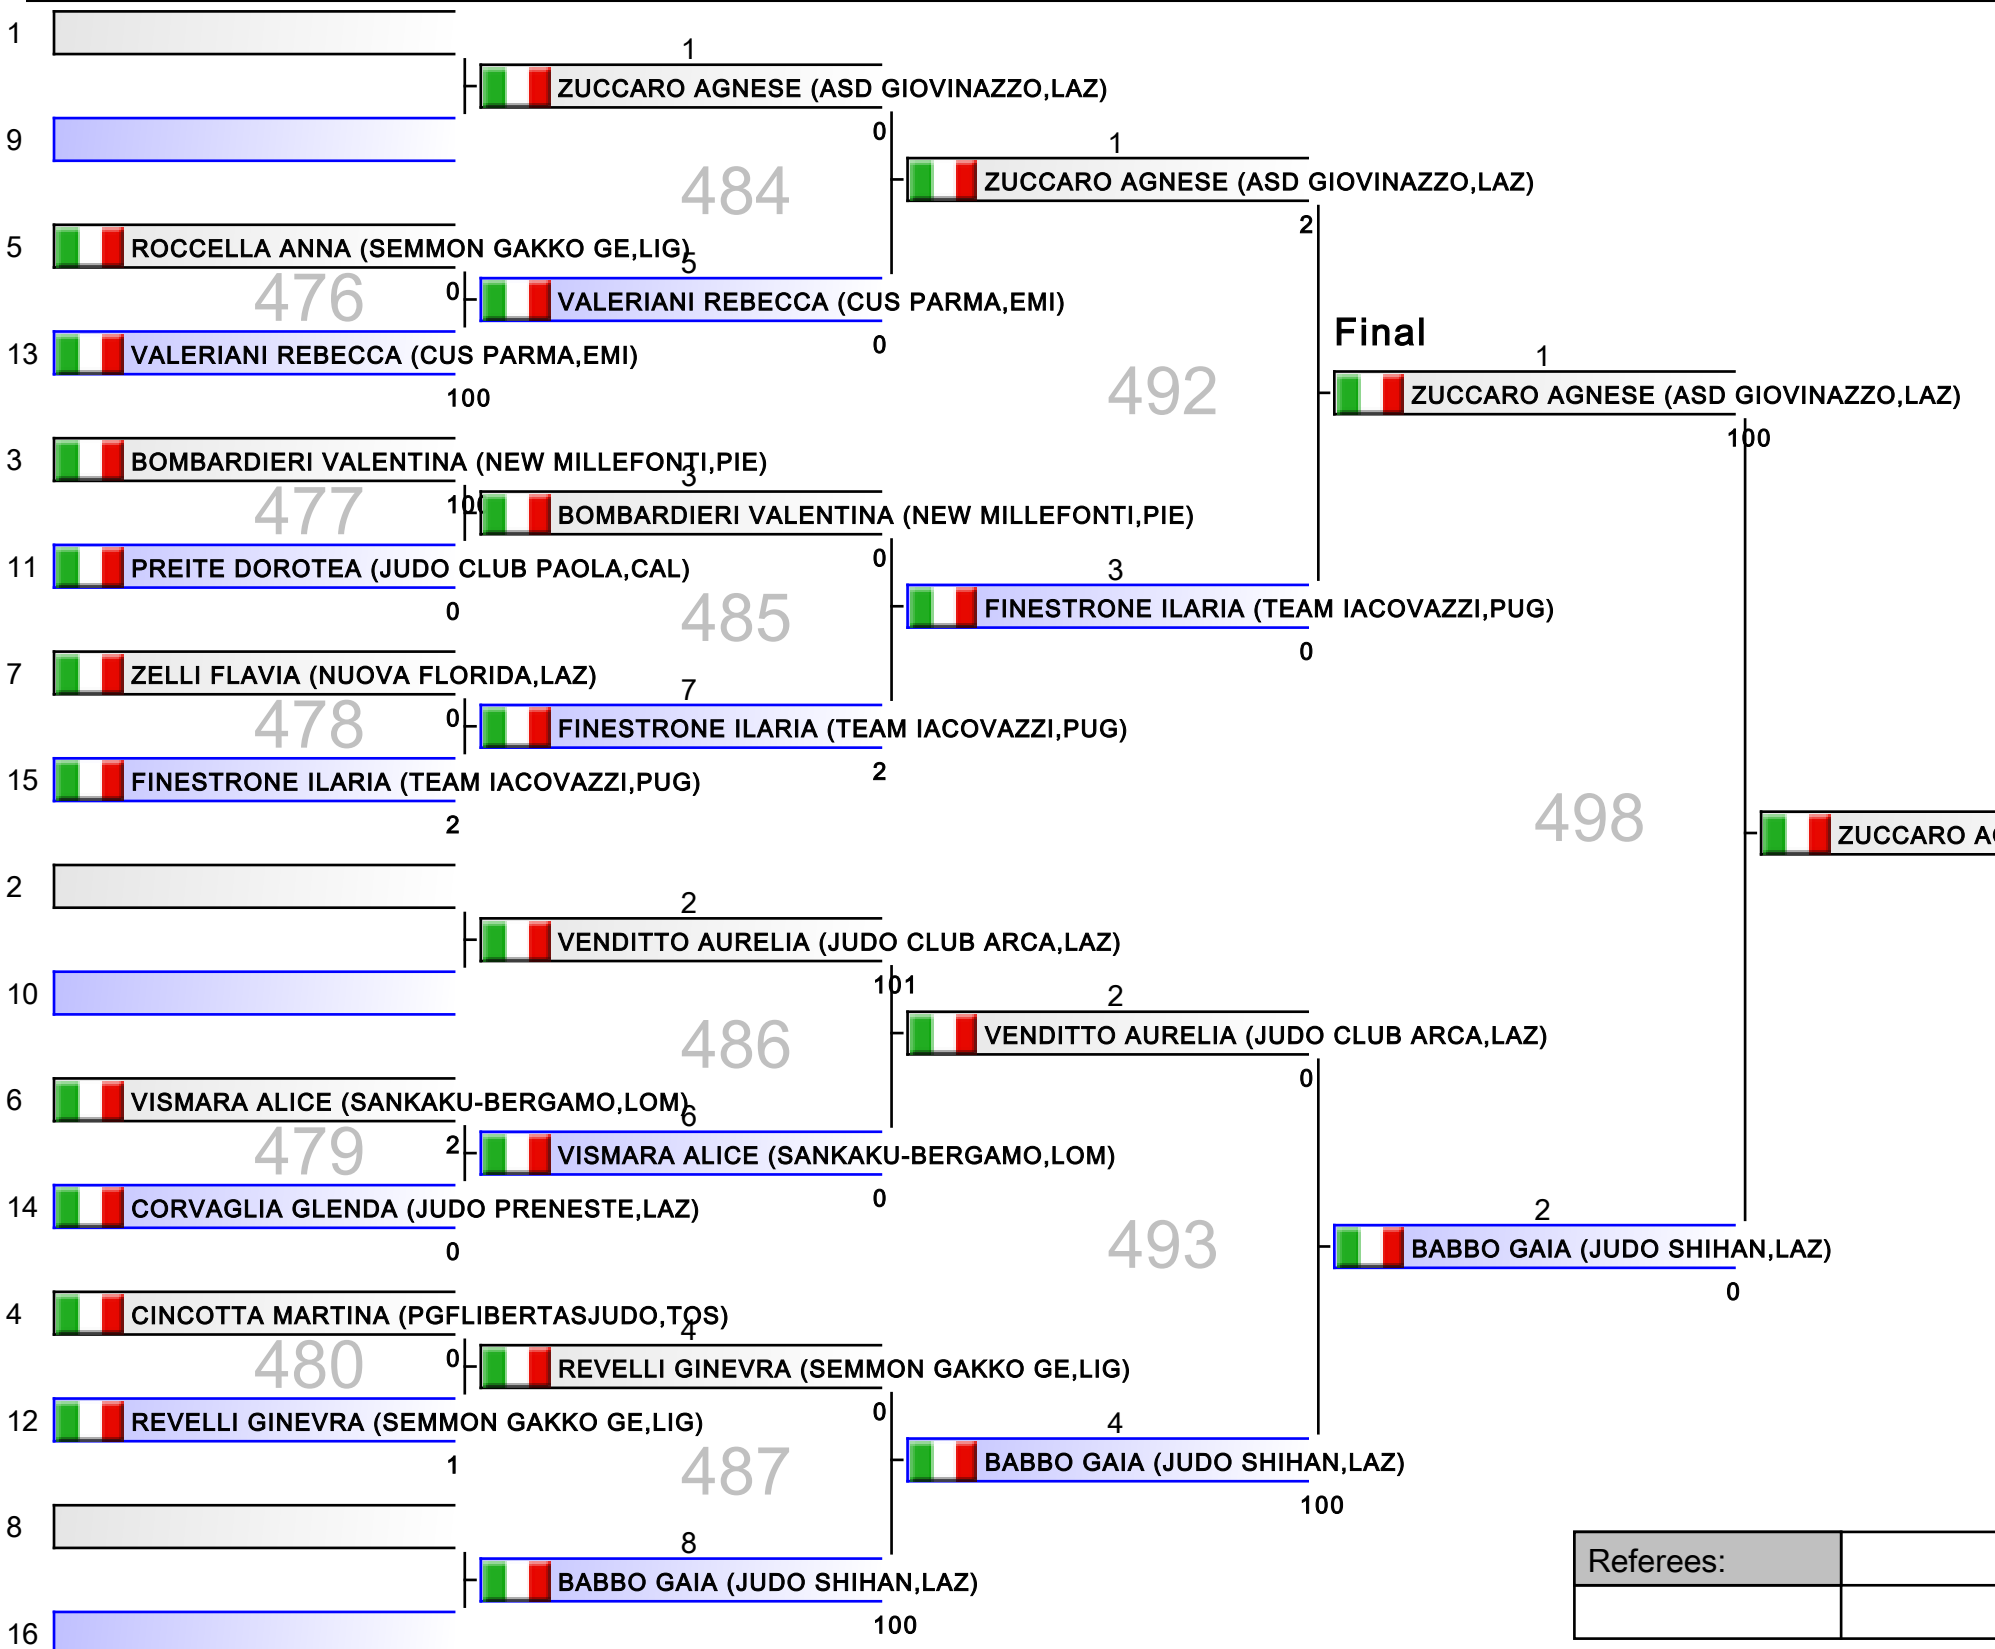 1
1
ZUCCARO AGNESE (ASD GIOVINAZZO,LAZ)
0
9
1
484
ZUCCARO AGNESE (ASD GIOVINAZZO,LAZ)
2
5
ROCCELLA ANNA (SEMMON GAKKO GE,LIG)
5
476
0
VALERIANI REBECCA (CUS PARMA,EMI)
Final
0
13
VALERIANI REBECCA (CUS PARMA,EMI)
1
100
492
ZUCCARO AGNESE (ASD GIOVINAZZO,LAZ)
100
3
BOMBARDIERI VALENTINA (NEW MILLEFONTI,PIE)
3
477
100
BOMBARDIERI VALENTINA (NEW MILLEFONTI,PIE)
0
11
PREITE DOROTEA (JUDO CLUB PAOLA,CAL)
3
0
485
FINESTRONE ILARIA (TEAM IACOVAZZI,PUG)
0
7
ZELLI FLAVIA (NUOVA FLORIDA,LAZ)
7
478
0
FINESTRONE ILARIA (TEAM IACOVAZZI,PUG)
2
15
FINESTRONE ILARIA (TEAM IACOVAZZI,PUG)
2
498
ZUCCARO
2
2
VENDITTO AURELIA (JUDO CLUB ARCA,LAZ)
101
10
2
486
VENDITTO AURELIA (JUDO CLUB ARCA,LAZ)
0
6
VISMARA ALICE (SANKAKU-BERGAMO,LOM)
6
479
2
VISMARA ALICE (SANKAKU-BERGAMO,LOM)
0
14
CORVAGLIA GLENDA (JUDO PRENESTE,LAZ)
2
0
493
BABBO GAIA (JUDO SHIHAN,LAZ)
0
4
CINCOTTA MARTINA (PGFLIBERTASJUDO,TOS)
4
480
0
REVELLI GINEVRA (SEMMON GAKKO GE,LIG)
0
12
REVELLI GINEVRA (SEMMON GAKKO GE,LIG)
4
1
487
BABBO GAIA (JUDO SHIHAN,LAZ)
100
8
8
BABBO GAIA (JUDO SHIHAN,LAZ)
100
Referees:
16